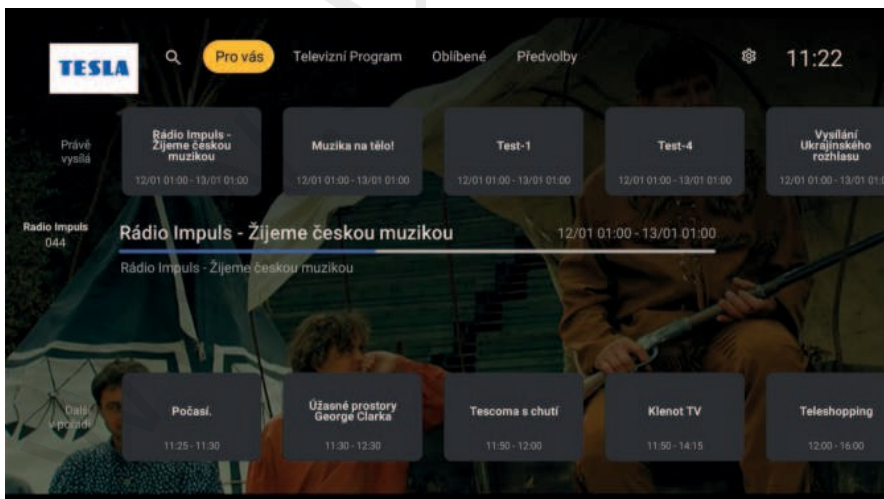 TESLA
Pro vás
Televizní Program
Oblíbené
Předvolby
11:22
Právě
vysílá
Rádio Impuls -
Žijeme českou
muzikou
12/01 01:00 - 13/01 01:00
Muzika na tělo!
12/01 01:00 - 13/01 01:00
Test-1
12/01 01:00 - 13/01 01:00
Test-4
12/01 01:00 - 13/01 01:00
Vysílání
Ukrajinského
rozhlasu
12/01 01:00 - 13/01 01:0
Radio Impuls
044
Rádio Impuls - Žijeme českou muzikou
12/01 01:00 - 13/01 01:00
Rádio Impuls - Žijeme českou muzikou
Další
v pořadí
Počasí.
11:25 - 11:30
Úžasné prostory
George Clarka
11:30 - 12:30
Tescoma s chutí
11:50 - 12:00
Klenot TV
11:50 - 14:15
Teleshopping
12:00 - 16:00